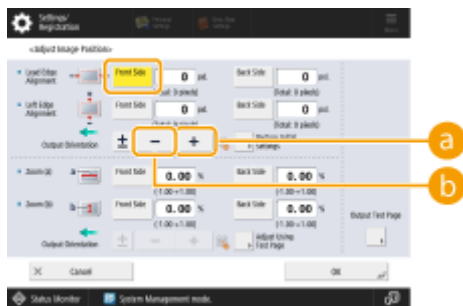 Settings/
Registration
<Adjust Image Position>
Lead Edge
Alignment
Front Side
0
Back Side
0
Left Edge
Alignment
Front Side
0
Back Side
0
Output Orientation
±
−
+
Settings
a
b
Zoom
Front Side
0.00 %
Back Side
0.00 %
Zoom
Front Side
0.00 %
Back Side
0.00 %
Output Test Page
Output Orientation
±
−
+
Adjust Using
Test Page
Cancel
OK
Status Monitor
System Management mode.